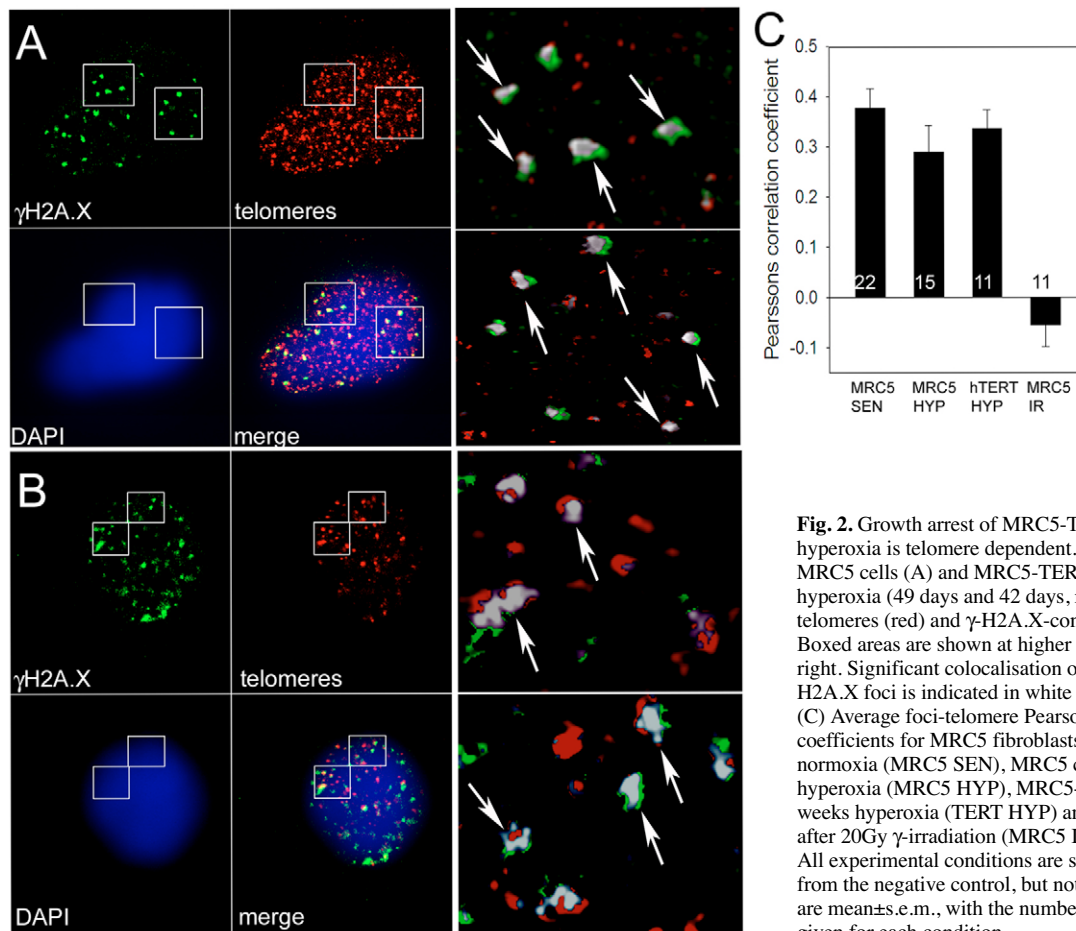 A
γH2A.X
telomeres
DAPI
merge
B
γH2A.X
telomeres
DAPI
merge
C
Pearssons correlation coefficient
0.5
0.4
0.3
0.2
0.1
0.0
-0.1
22
15
11
11
MRC5 SEN
MRC5 HYP
hTERT HYP
MRC5 IR
Fig. 2. Growth arrest of MRC5-T
hyperoxia is telomere dependent.
MRC5 cells (A) and MRC5-TER
hyperoxia (49 days and 42 days,
telomeres (red) and γ-H2A.X-con
Boxed areas are shown at higher
right. Significant colocalisation o
H2A.X foci is indicated in white
(C) Average foci-telomere Pearso
coefficients for MRC5 fibroblasts
normoxia (MRC5 SEN), MRC5 c
hyperoxia (MRC5 HYP), MRC5-
weeks hyperoxia (TERT HYP) an
after 20Gy γ-irradiation (MRC5 I
All experimental conditions are s
from the negative control, but not
are mean±s.e.m., with the numbe
given for each condition